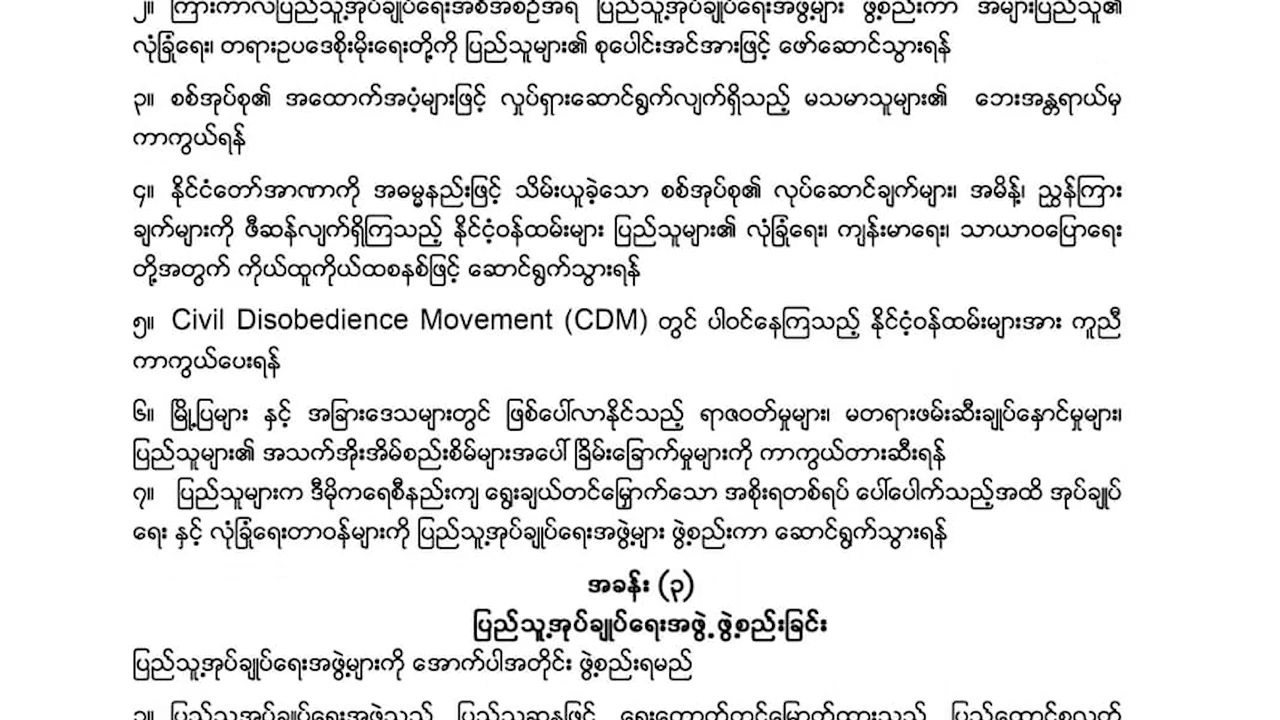 ၂။ ကြားကာလပြည်သူ့အုပ်ချုပ်ရေးအစီအစဉ်အရ ပြည်သူ့အုပ်ချုပ်ရေးအဖွဲ့များ ဖွဲ့စည်းကာ အများပြည်သူ၏
လုံခြုံရေး၊ တရားဥပဒေစိုးမိုးရေးတို့ကို ပြည်သူများ၏ စုပေါင်းအင်အားဖြင့် ဖော်ဆောင်သွားရန်
၃။ စစ်အုပ်စု၏ အထောက်အပံ့များဖြင့် လှုပ်ရှားဆောင်ရွက်လျက်ရှိသည့် မသမာသူများ၏ ဘေးအန္တရာယ်မှ
ကာကွယ်ရန်
၄။ နိုင်ငံတော်အာဏာကို အဓမ္မနည်းဖြင့် သိမ်းယူခဲ့သော စစ်အုပ်စု၏ လုပ်ဆောင်ချက်များ၊ အမိန့်၊ ညွှန်ကြား
ချက်များကို ဖီဆန်လျက်ရှိကြသည့် နိုင်ငံ့ဝန်ထမ်းများ ပြည်သူများ၏ လုံခြုံရေး၊ ကျန်းမာရေး၊ သာယာဝပြောရေး
တို့အတွက် ကိုယ်ထူကိုယ်ထစနစ်ဖြင့် ဆောင်ရွက်သွားရန်
၅။ Civil Disobedience Movement (CDM) တွင် ပါဝင်နေကြသည့် နိုင်ငံ့ဝန်ထမ်းများအား ကူညီ
ကာကွယ်ပေးရန်
၆။ မြို့ပြများ နှင့် အခြားဒေသများတွင် ဖြစ်ပေါ်လာနိုင်သည့် ရာဇဝတ်မှုများ၊ မတရားဖမ်းဆီးချုပ်နှောင်မှုများ၊
ပြည်သူများ၏ အသက်အိုးအိမ်စည်းစိမ်များအပေါ် ခြိမ်းခြောက်မှုများကို ကာကွယ်တားဆီးရန်
၇။ ပြည်သူများက ဒီမိုကရေစီနည်းကျ ရွေးချယ်တင်မြှောက်သော အစိုးရတစ်ရပ် ပေါ်ပေါက်သည့်အထိ အုပ်ချုပ်
ရေး နှင့် လုံခြုံရေးတာဝန်များကို ပြည်သူ့အုပ်ချုပ်ရေးအဖွဲ့များ ဖွဲ့စည်းကာ ဆောင်ရွက်သွားရန်
အခန်း (၃)
ပြည်သူ့အုပ်ချုပ်ရေးအဖွဲ့ ဖွဲ့စည်းခြင်း
ပြည်သူ့အုပ်ချုပ်ရေးအဖွဲ့များကို အောက်ပါအတိုင်း ဖွဲ့စည်းရမည်
၁။ ပြည်သူ့အုပ်ချုပ်ရေးအဖွဲ့သည် ပြည်သူ့ဆန္ဒဖြင့်